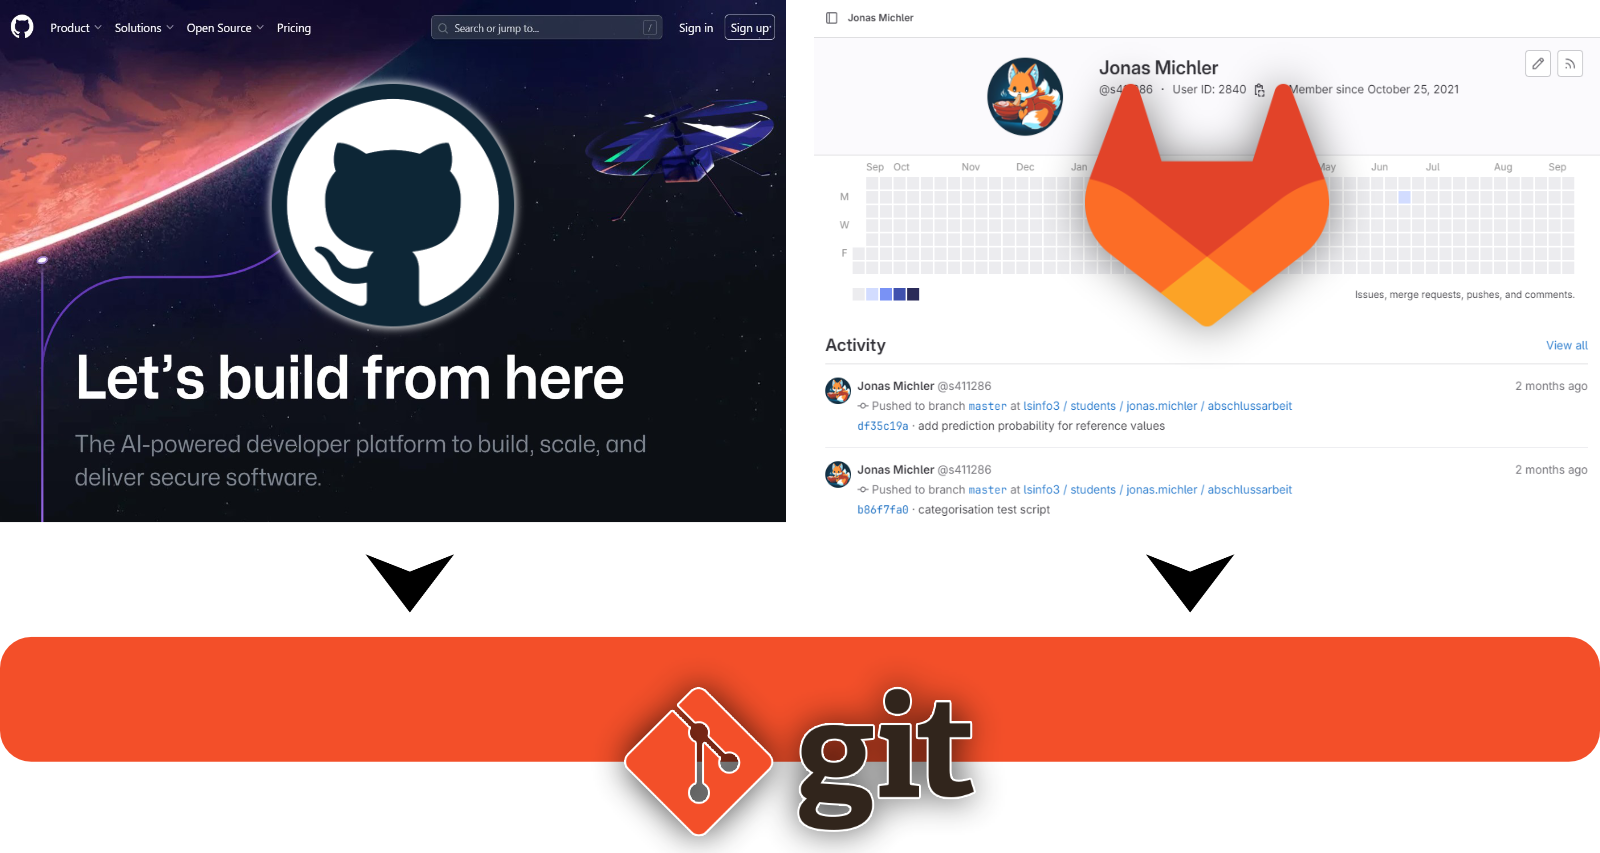 Product Solutions Open Source Pricing Search or jump to... / Sign in Sign up
Let's build from here
The AI-powered developer platform to build, scale, and
deliver secure software.
Jonas Michler
Jonas Michler
User ID: 2840 Member since October 25, 2021
Sep Oct Nov Dec Jan May Jun Jul Aug Sep
M
W
F
Issues, merge requests, pushes, and comments.
Activity View all
Jonas Michler @s411286 2 months ago
Pushed to branch master at lsinfo3 / students / jonas.michler / abschlussarbeit
df35c19a · add prediction probability for reference values
Jonas Michler @s411286 2 months ago
Pushed to branch master at lsinfo3 / students / jonas.michler / abschlussarbeit
b86f7fa0 · categorisation test script
git